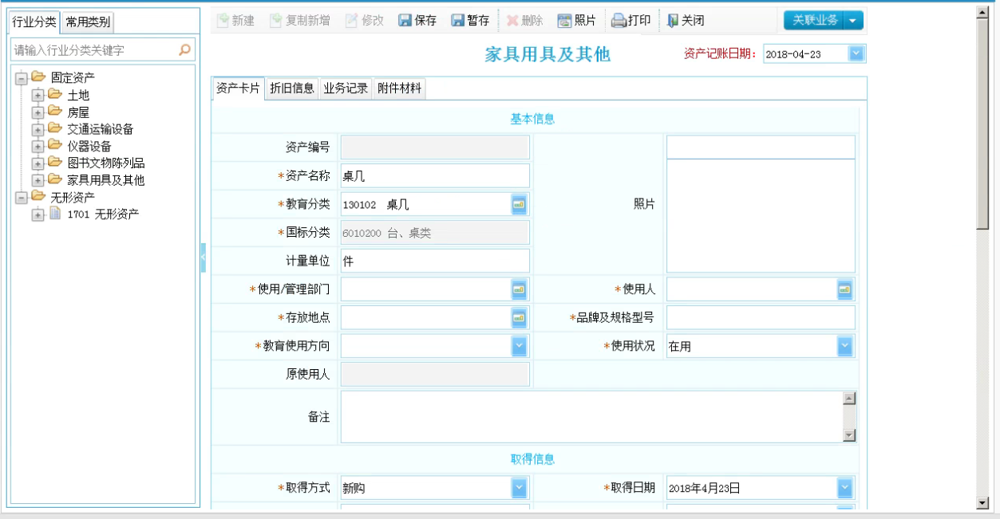 行业分类 常用类别
请输入行业分类关键字
固定资产
土地
房屋
交通运输设备
仪器设备
图书文物陈列品
家具用具及其他
无形资产
1701 无形资产
新建 复制新增 修改 保存 暂存 删除 照片 打印 关闭 关联业务
家具用具及其他
资产记账日期： 2018-04-23
资产卡片 折旧信息 业务记录 附件材料
基本信息
资产编号
*资产名称 桌几
*教育分类 130102 桌几
照片
*国标分类 6010200 台、桌类
计量单位 件
*使用/管理部门 *使用人
*存放地点 *品牌及规格型号
*教育使用方向 *使用状况 在用
原使用人
备注
取得信息
*取得方式 新购 *取得日期 2018年4月23日